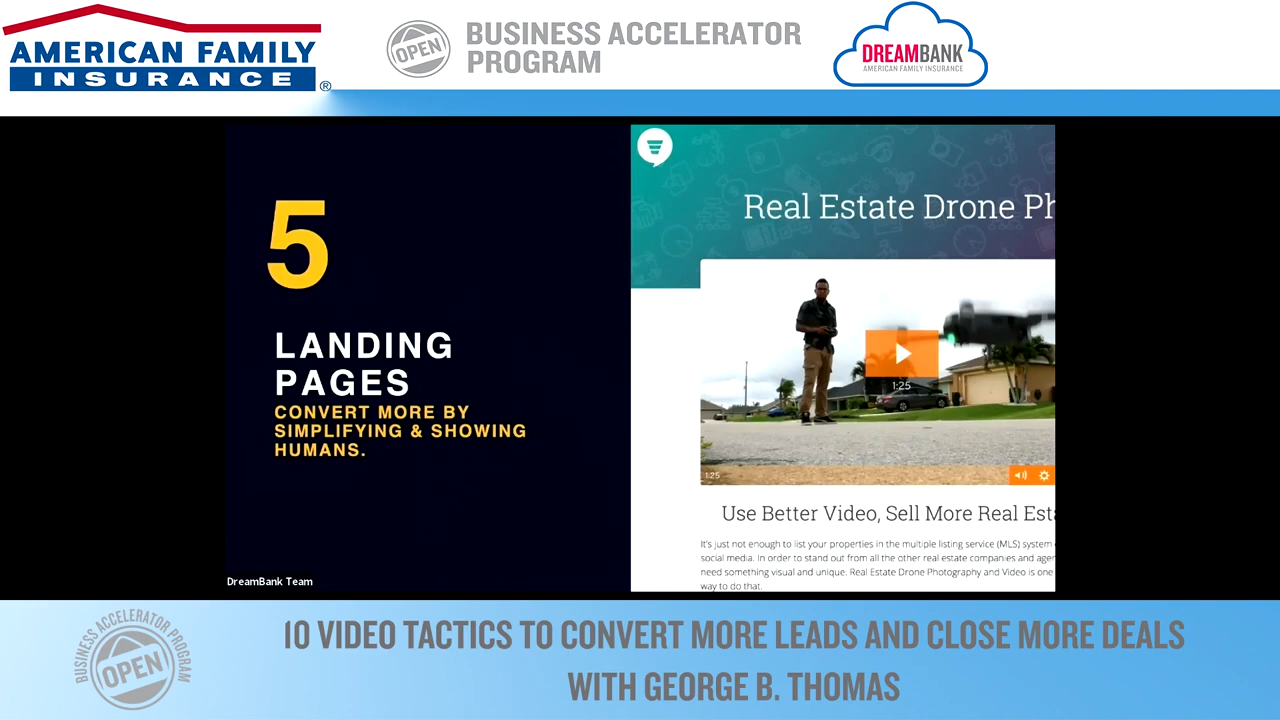 AMERICAN FAMILY
INSURANCE ®
OPEN
BUSINESS ACCELERATOR
PROGRAM
DREAMBANK
AMERICAN FAMILY INSURANCE
5
LANDING
PAGES
CONVERT MORE BY
SIMPLIFYING & SHOWING
HUMANS.
DreamBank Team
Real Estate Drone Ph
1:25
1:25
Use Better Video, Sell More Real Esta
It's just not enough to list your properties in the multiple listing service (MLS) system
social media. In order to stand out from all the other real estate companies and agen
need something visual and unique. Real Estate Drone Photography and Video is one
way to do that.
BUSINESS ACCELERATOR PROGRAM
OPEN
10 VIDEO TACTICS TO CONVERT MORE LEADS AND CLOSE MORE DEALS
WITH GEORGE B. THOMAS